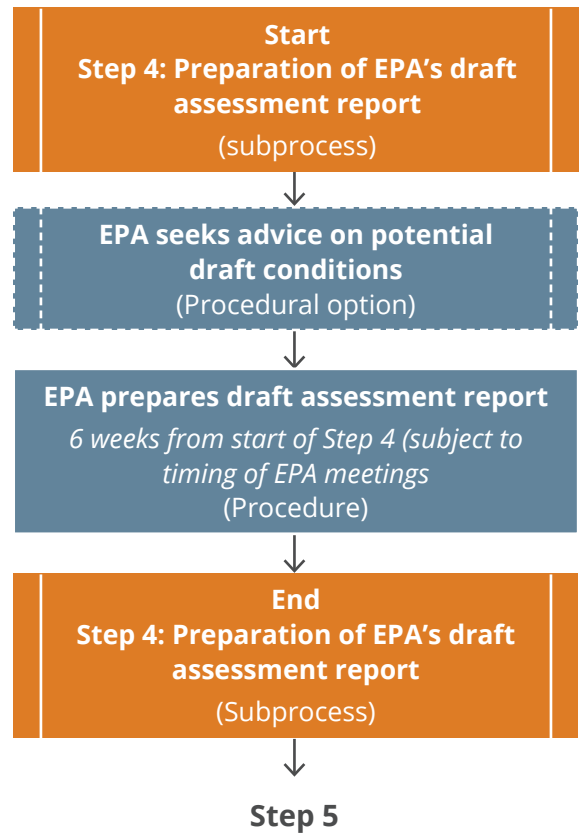 Start
Step 4: Preparation of EPA’s draft
assessment report
(subprocess)
EPA seeks advice on potential
draft conditions
(Procedural option)
EPA prepares draft assessment report
6 weeks from start of Step 4 (subject to
timing of EPA meetings
(Procedure)
End
Step 4: Preparation of EPA’s draft
assessment report
(Subprocess)
Step 5